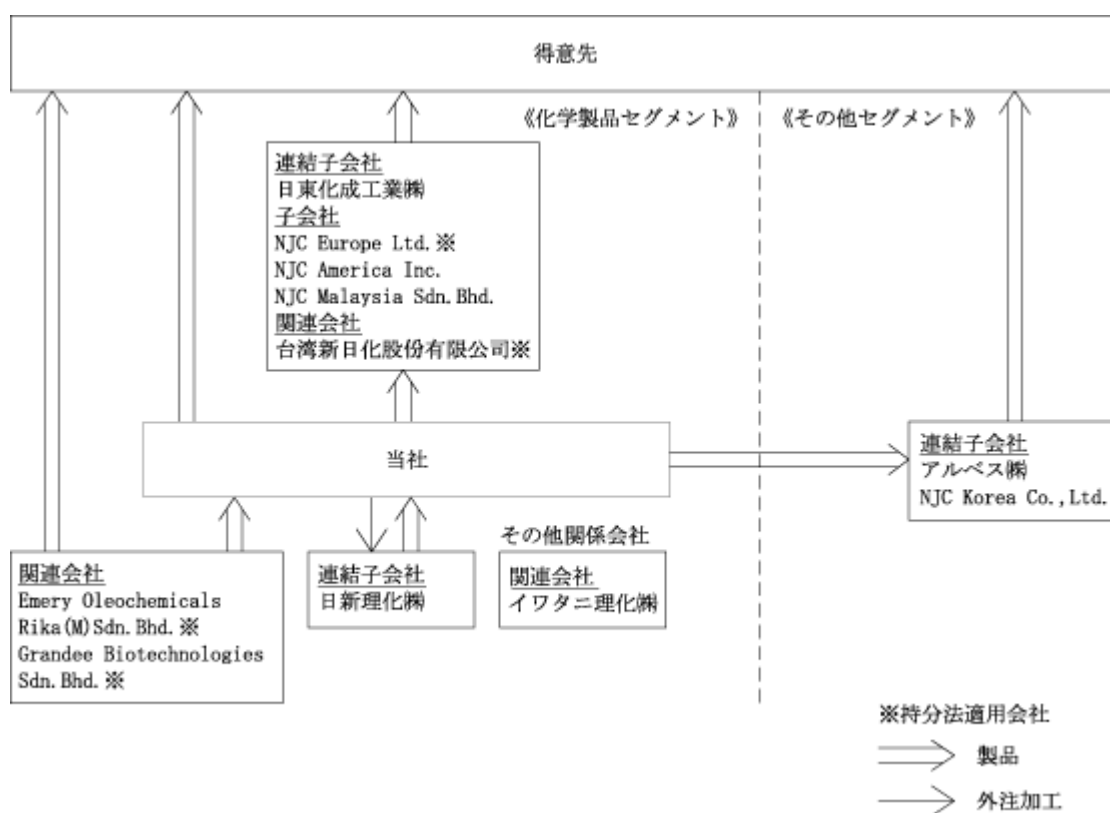 得意先
《化学製品セグメント》
《その他セグメント》
連結子会社
日東化成工業㈱
子会社
NJC Europe Ltd.※
NJC America Inc.
NJC Malaysia Sdn.Bhd.
関連会社
台湾新日化股份有限公司※
当社
連結子会社
アルベス㈱
NJC Korea Co.,Ltd.
関連会社
Emery Oleochemicals
Rika(M)Sdn.Bhd.※
Grandee Biotechnologies
Sdn.Bhd.※
連結子会社
日新理化㈱
その他関係会社
関連会社
イワタニ理化㈱
※持分法適用会社
製品
外注加工